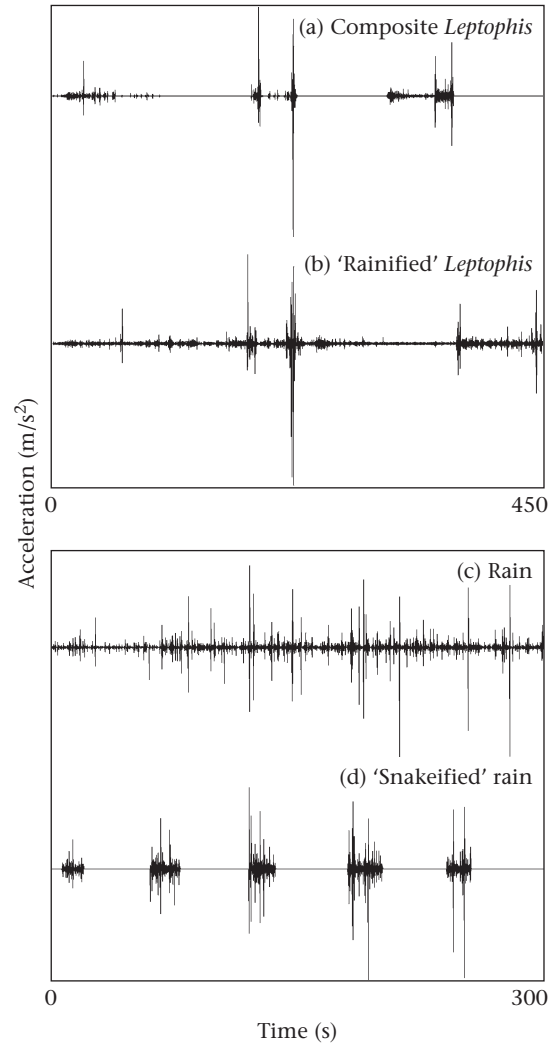 (a) Composite Leptophis
(b) ‘Rainified’ Leptophis
Acceleration (m/s²)
0 450
(c) Rain
(d) ‘Snakeified’ rain
0 300
Time (s)